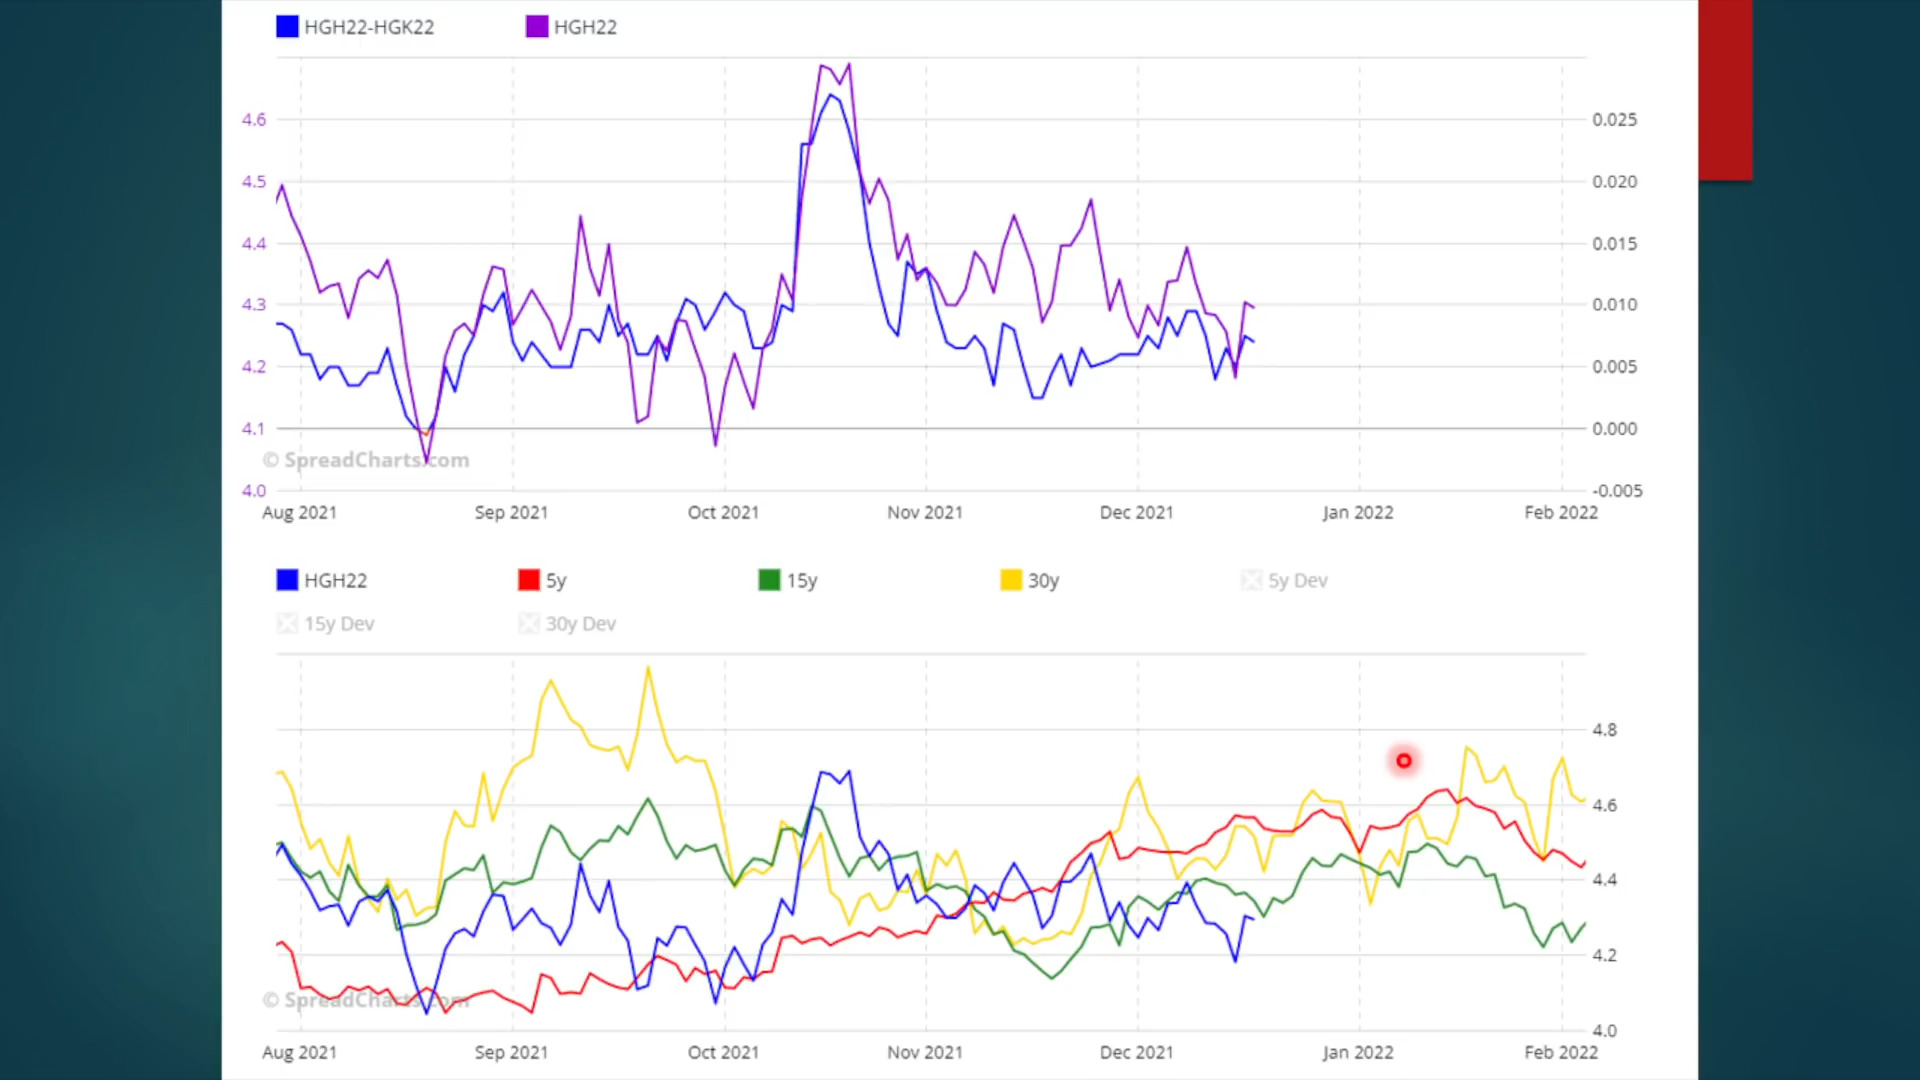 HGH22-HGK22 HGH22
4.6 0.025
4.5 0.020
4.4 0.015
4.3 0.010
4.2 0.005
4.1 0.000
© SpreadCharts.com
4.0 -0.005
Aug 2021 Sep 2021 Oct 2021 Nov 2021 Dec 2021 Jan 2022 Feb 2022
HGH22 5y 15y 30y 5y Dev
15y Dev 30y Dev
4.8
4.6
4.4
4.2
© SpreadCharts.com
4.0
Aug 2021 Sep 2021 Oct 2021 Nov 2021 Dec 2021 Jan 2022 Feb 2022